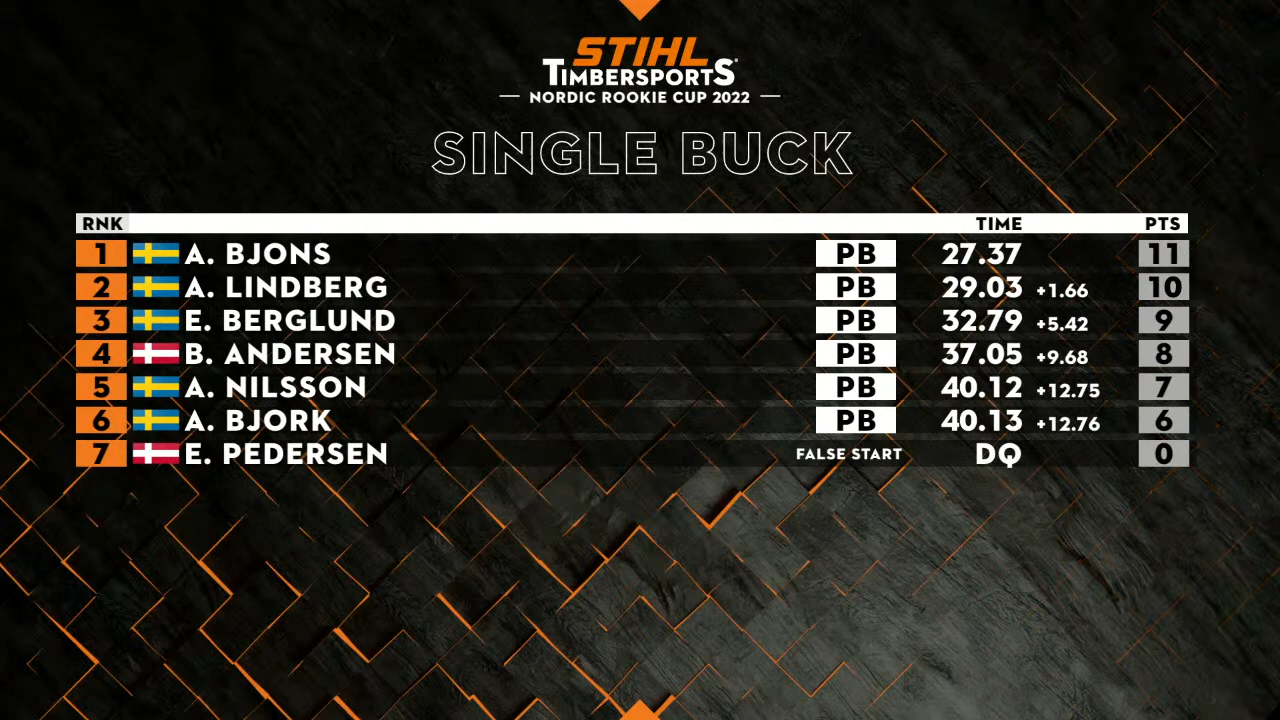 STIHL
TIMBERSPORTS®
NORDIC ROOKIE CUP 2022
SINGLE BUCK
RNK TIME PTS
1 A. BJONS PB 27.37 11
2 A. LINDBERG PB 29.03 +1.66 10
3 E. BERGLUND PB 32.79 +5.42 9
4 B. ANDERSEN PB 37.05 +9.68 8
5 A. NILSSON PB 40.12 +12.75 7
6 A. BJORK PB 40.13 +12.76 6
7 E. PEDERSEN FALSE START DQ 0